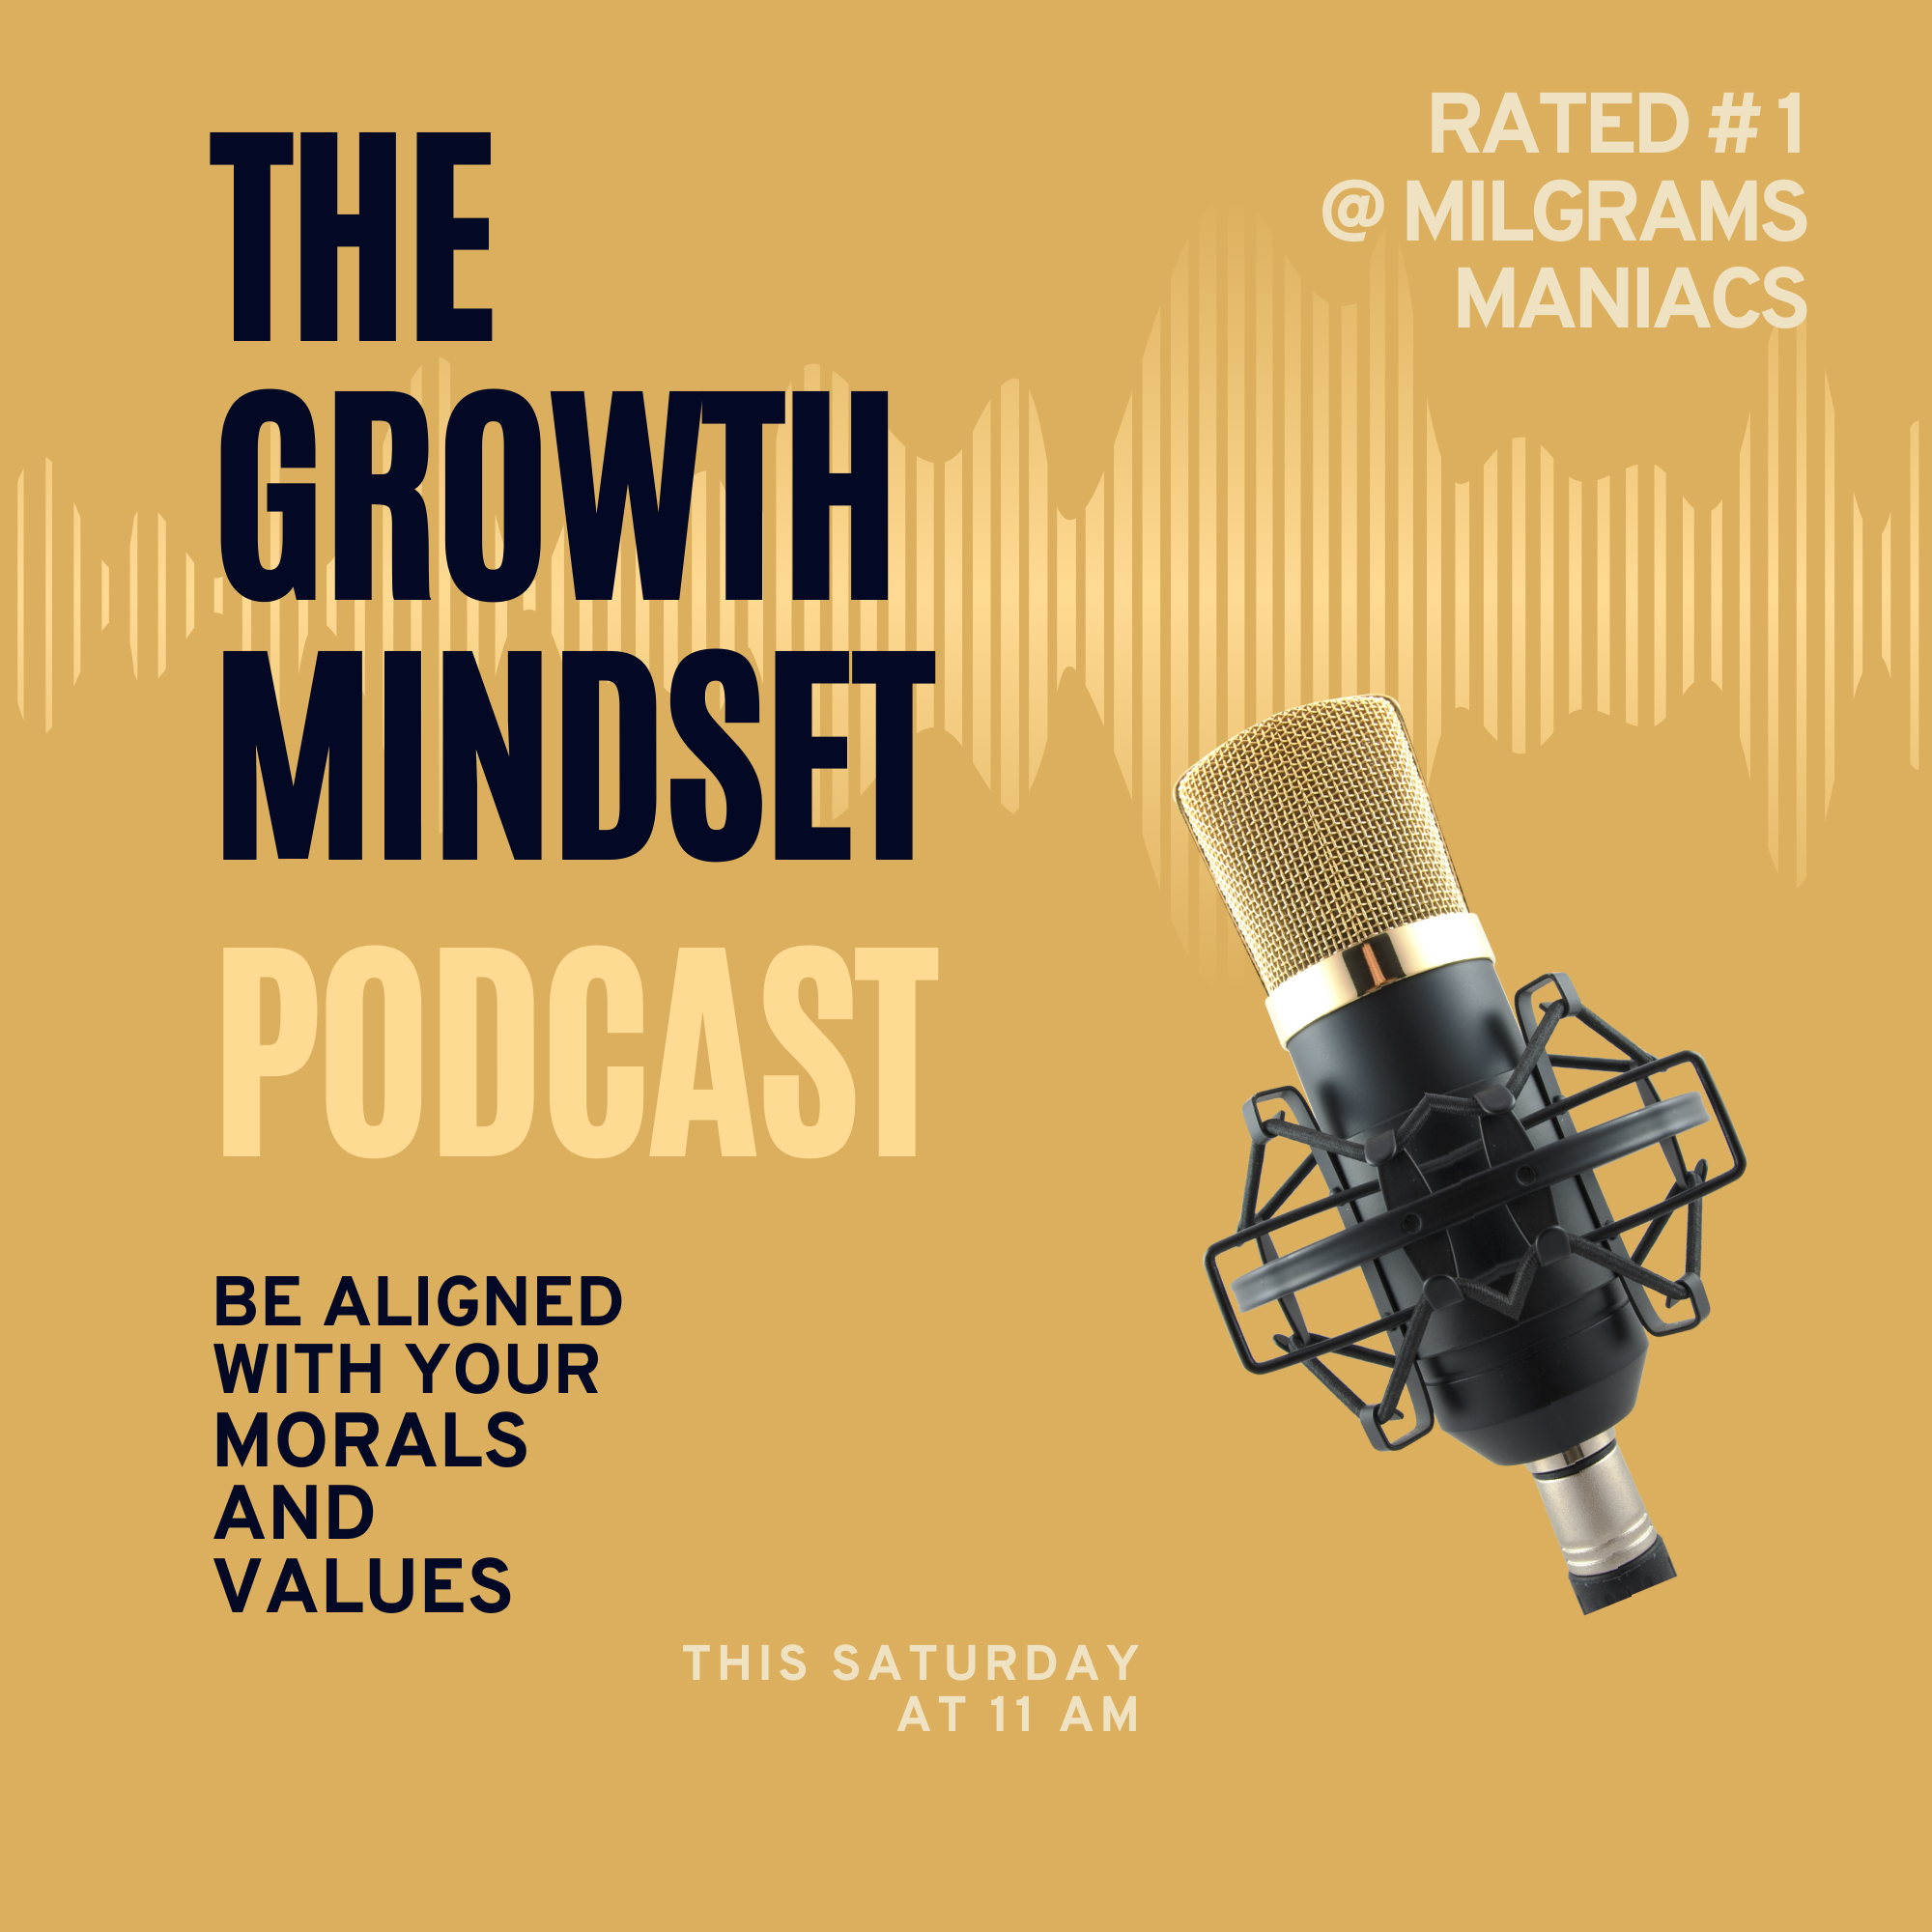 RATED #1
@ MILGRAMS
MANIACS
THE
GROWTH
MINDSET
PODCAST
BE ALIGNED
WITH YOUR
MORALS
AND
VALUES
THIS SATURDAY
AT 11 AM